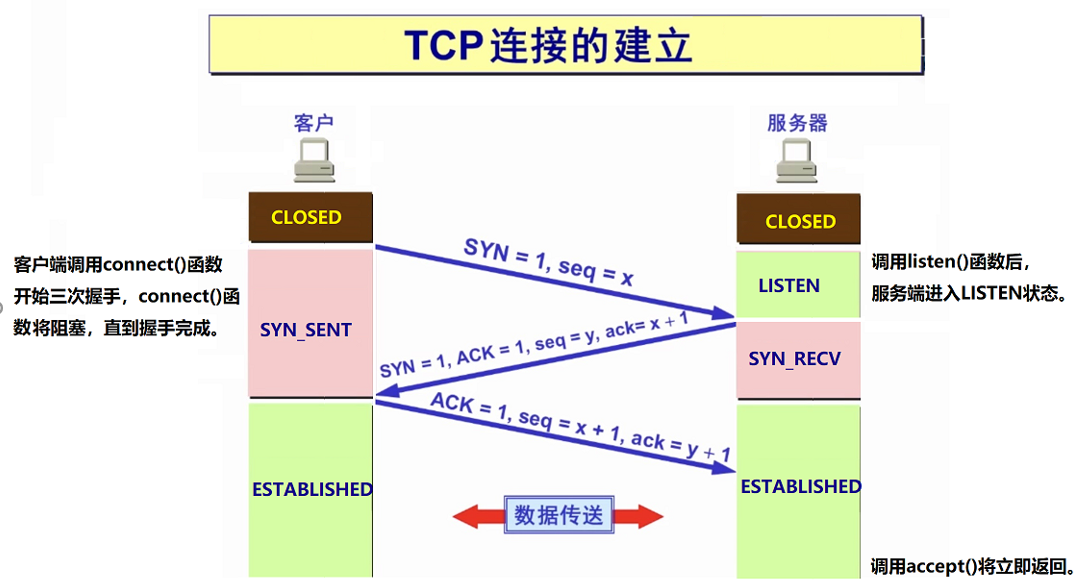 TCP连接的建立
客户
服务器
CLOSED
CLOSED
客户端调用connect()函数
开始三次握手，connect()函
数将阻塞，直到握手完成。
SYN = 1, seq = x
调用listen()函数后，
服务端进入LISTEN状态。
LISTEN
SYN_SENT
SYN = 1, ACK = 1, seq = y, ack= x + 1
SYN_RECV
ACK = 1, seq = x + 1, ack = y + 1
ESTABLISHED
ESTABLISHED
数据传送
调用accept()将立即返回。